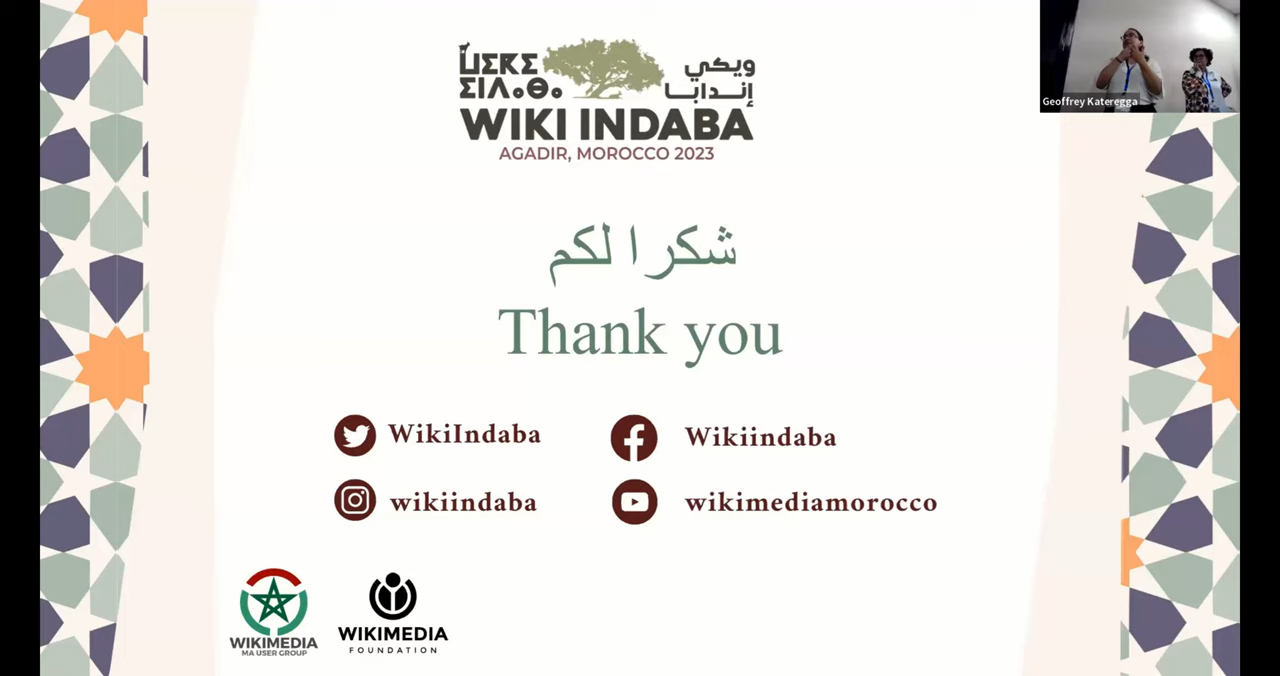 ⵡⵉⴽⵉ
ويكي
ⵉⵏⴷⴰⴱⴰ
إندابا
WIKI INDABA
AGADIR, MOROCCO 2023
Geoffrey Kateregga
شكرا لكم
Thank you
WikiIndaba
Wikiindaba
wikiindaba
wikimediamorocco
WIKIMEDIA
MA USER GROUP
WIKIMEDIA
FOUNDATION